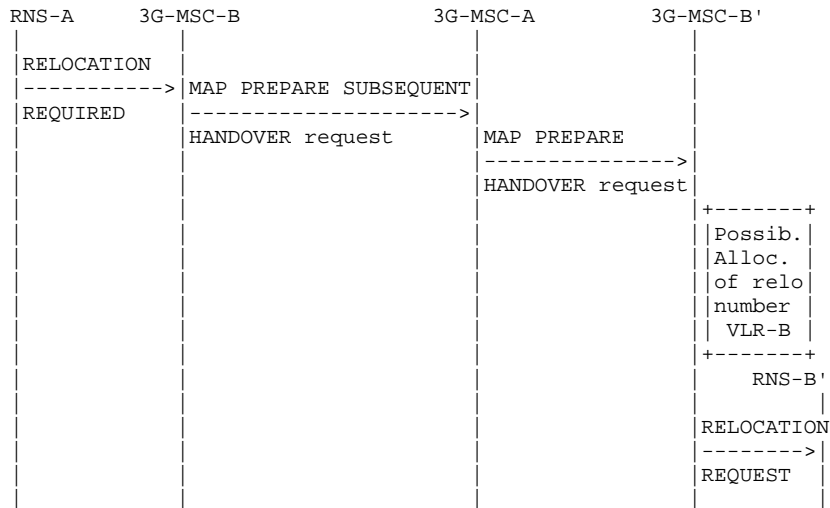 RNS-A 3G-MSC-B 3G-MSC-A 3G-MSC-B'
RELOCATION
----------->MAP PREPARE SUBSEQUENT
REQUIRED --------------------->
HANDOVER request MAP PREPARE
--------------->
HANDOVER request
+-------+
Possib.
Alloc.
of relo
number
VLR-B
+-------+
RNS-B'
RELOCATION
-------->
REQUEST